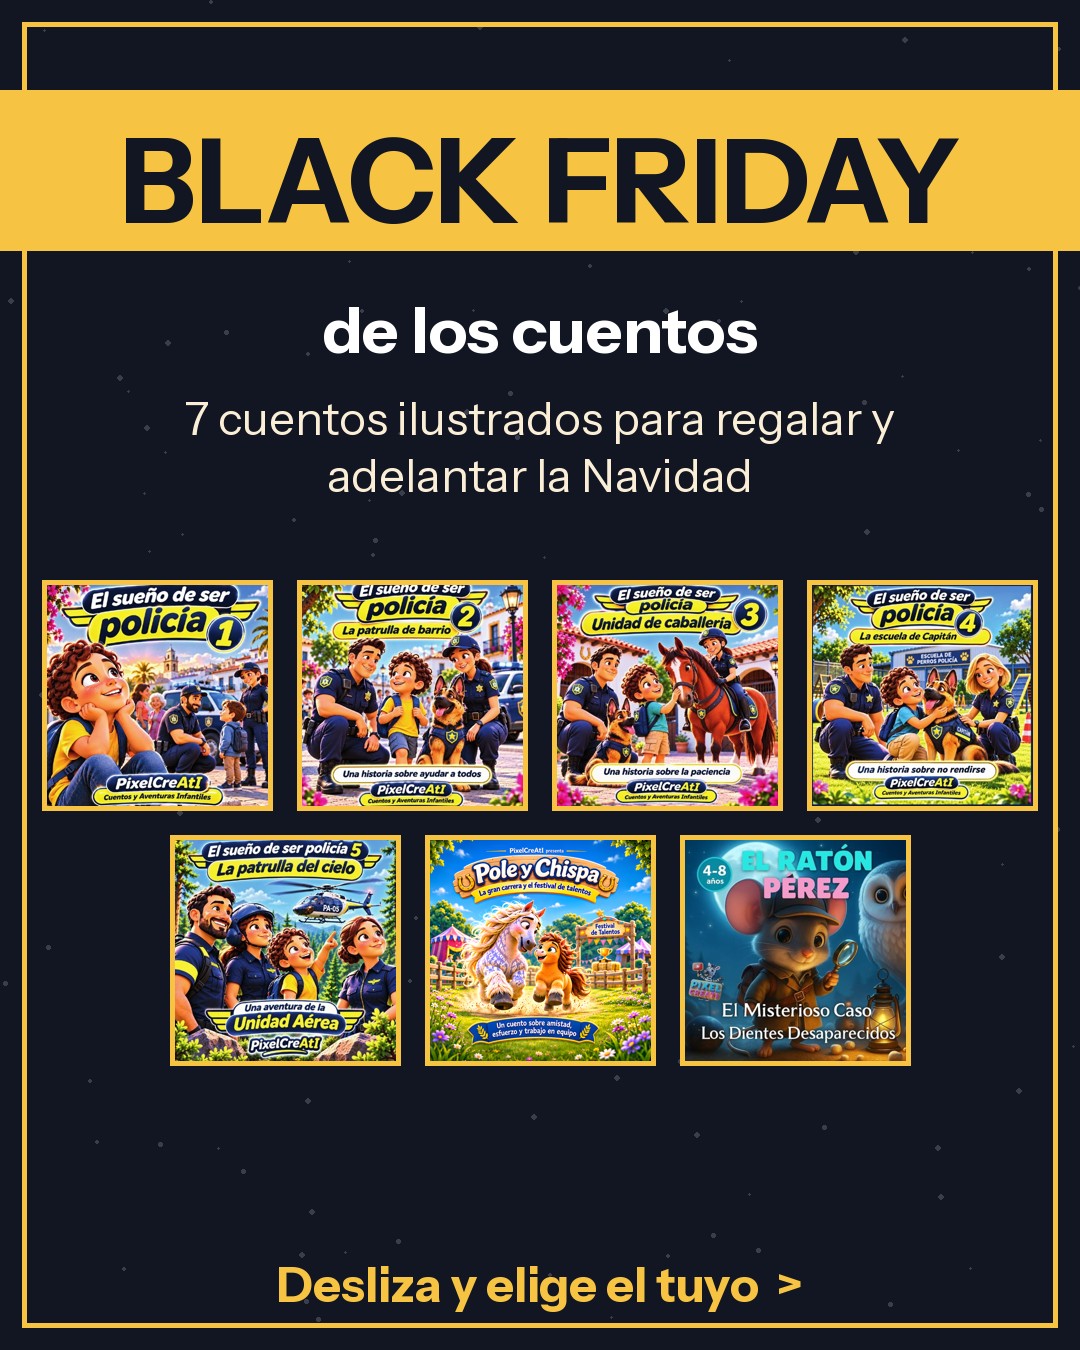 BLACK FRIDAY
de los cuentos
7 cuentos ilustrados para regalar y
adelantar la Navidad
El sueño de ser
policía 1
PixelCreAtI
Cuentos y Aventuras Infantiles
El sueño de ser
policía 2
La patrulla de barrio
Una historia sobre ayudar a todos
PixelCreAtI
Cuentos y Aventuras Infantiles
El sueño de ser
policía 3
Unidad de caballería
Una historia sobre la paciencia
PixelCreAtI
Cuentos y Aventuras Infantiles
El sueño de ser
policía 4
La escuela de Capitán
ESCUELA DE
PERROS POLICÍA
Una historia sobre no rendirse
PixelCreAtI
Cuentos y Aventuras Infantiles
El sueño de ser policía 5
La patrulla del cielo
PA-05
Una aventura de la
Unidad Aérea
PixelCreAtI
PixelCreAtI presenta
Pole y Chispa
La gran carrera y el festival de talentos
Festival
de Talentos
Un cuento sobre amistad,
esfuerzo y trabajo en equipo
4-8
años
EL RATÓN
PÉREZ
El Misterioso Caso
Los Dientes Desaparecidos
Desliza y elige el tuyo >